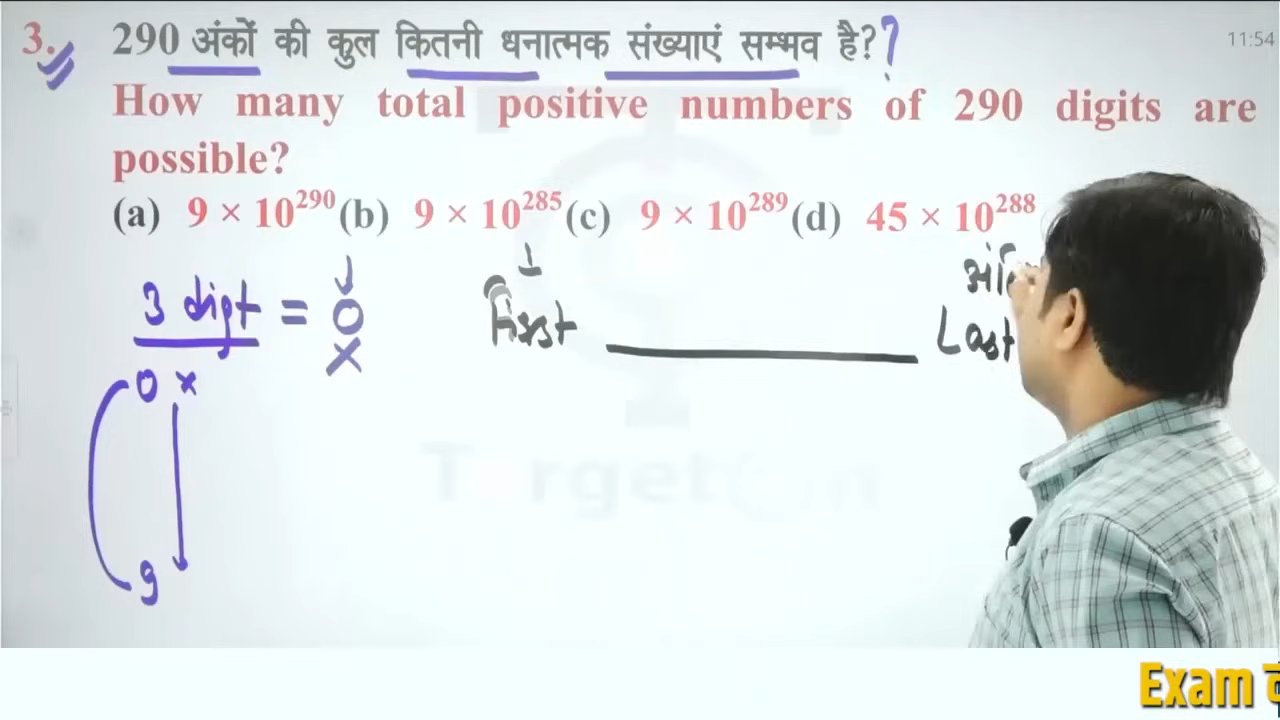 3. 290 अंकों की कुल कितनी धनात्मक संख्याएं सम्भव है??
11:54
How many total positive numbers of 290 digits are
possible?
(a) 9 × 10^290 (b) 9 × 10^285 (c) 9 × 10^289 (d) 45 × 10^288
3 digt = 0
×
First
Last
0 ×
9
Exam